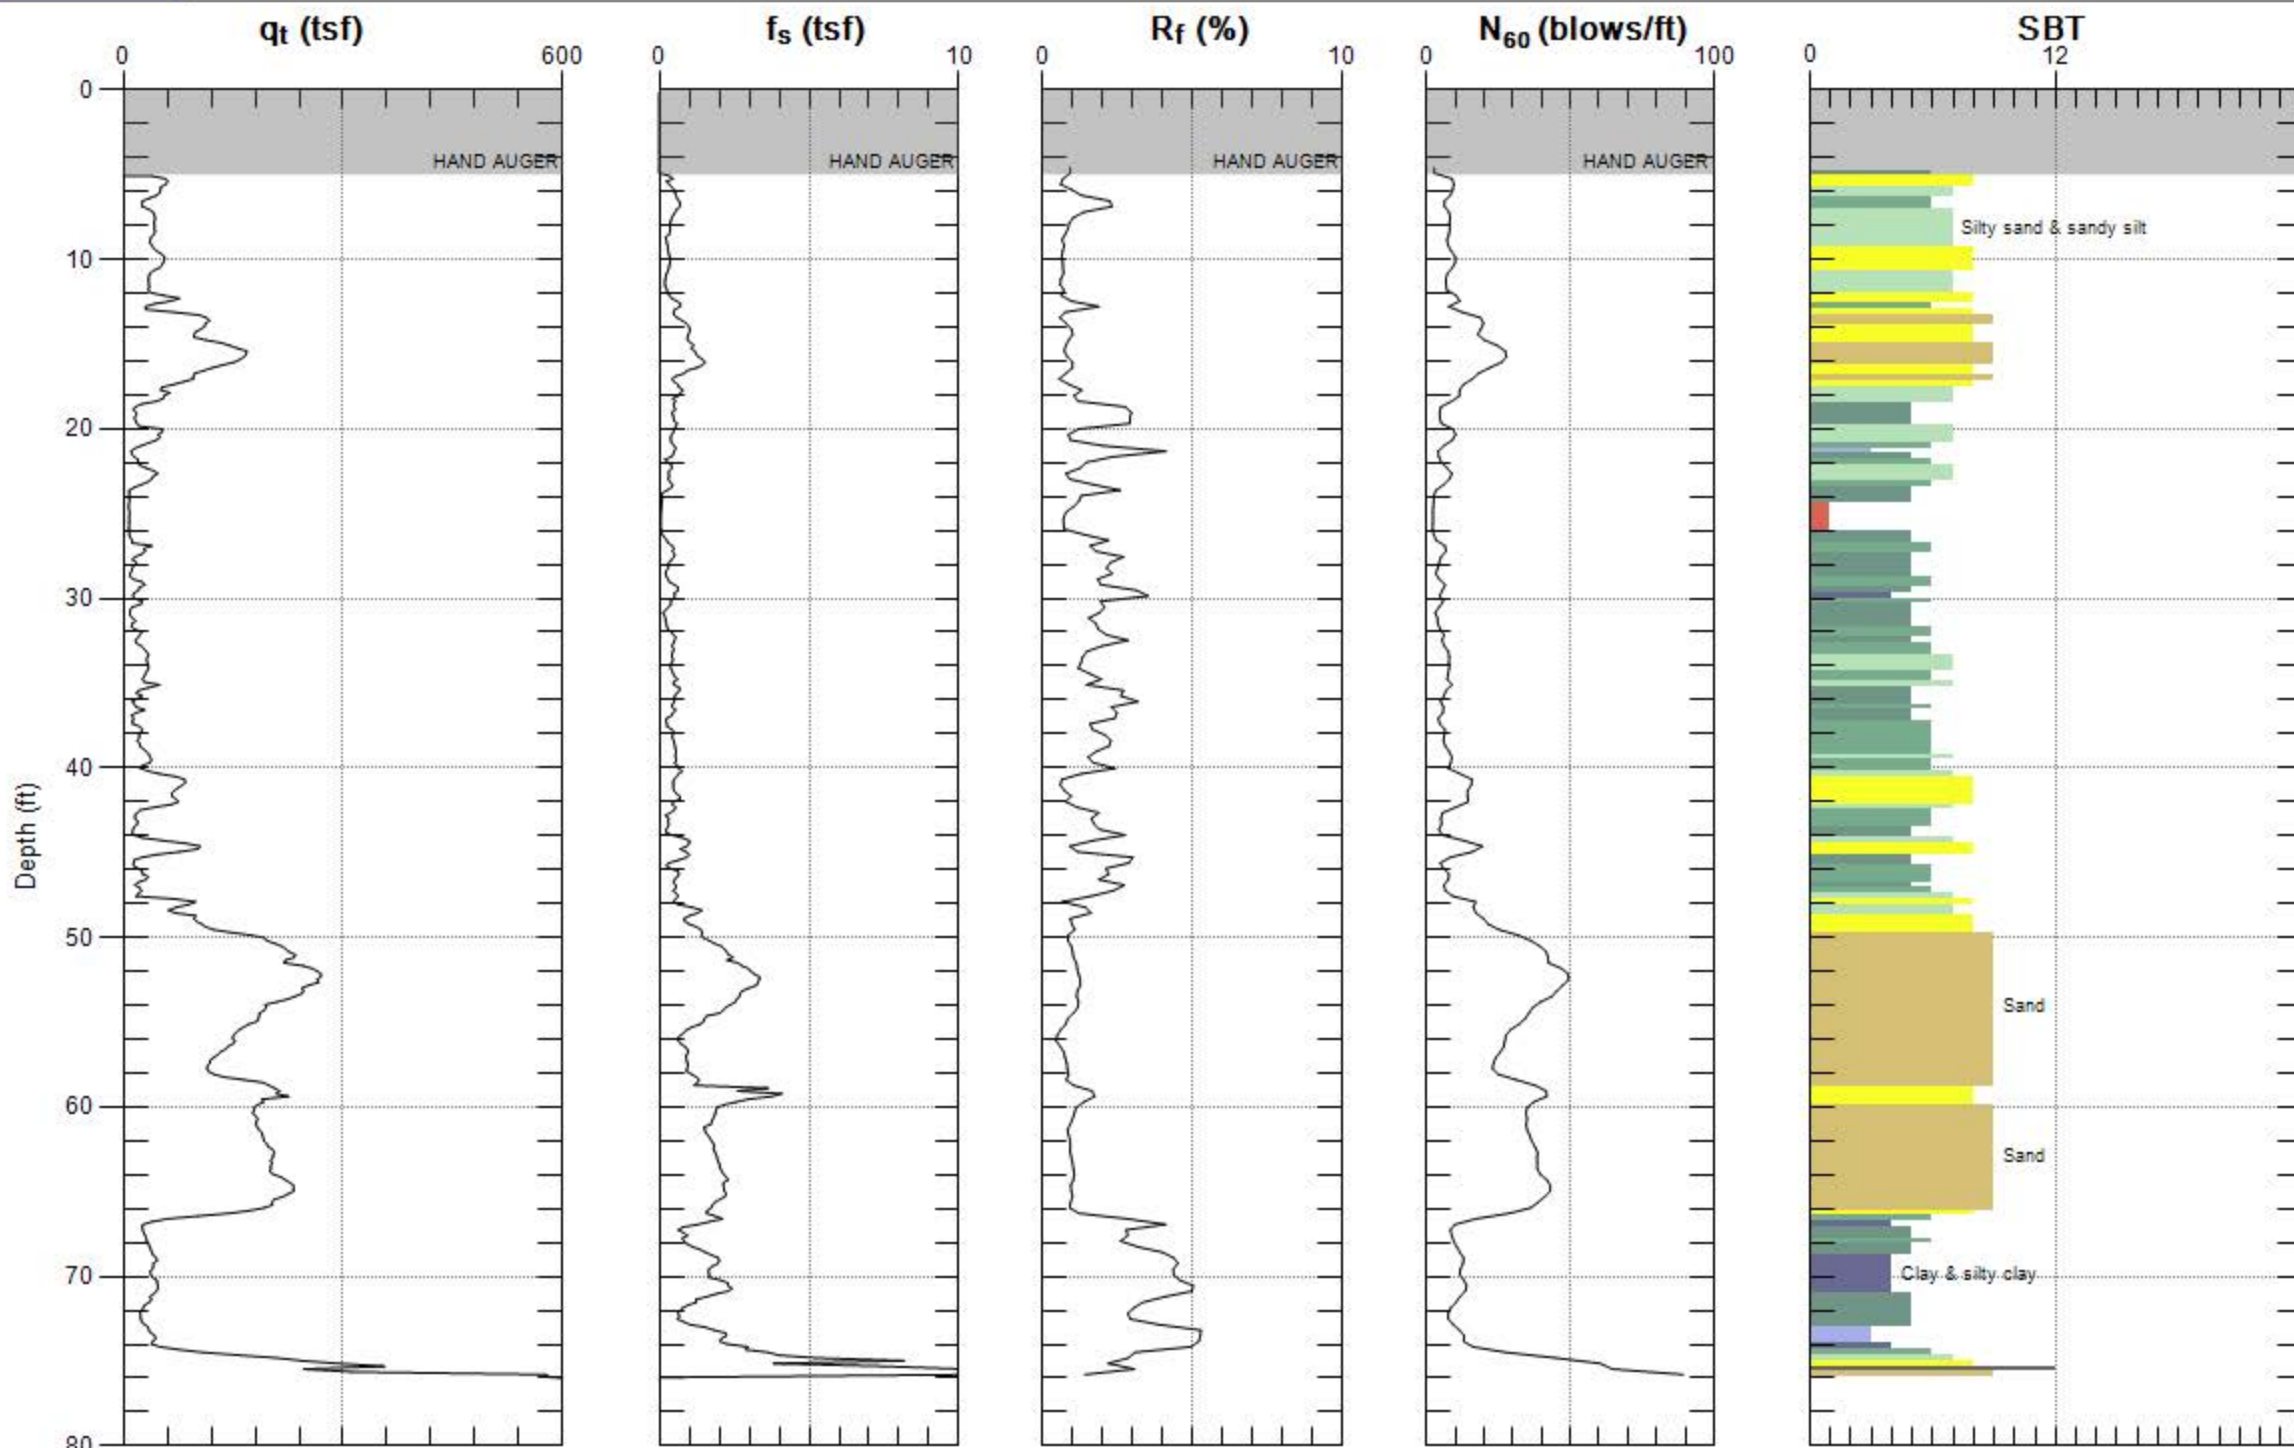 qt (tsf) fs (tsf) Rf (%) N60 (blows/ft) SBT
0 600 0 10 0 10 0 100 0 12
0
HAND AUGER HAND AUGER HAND AUGER HAND AUGER
Silty sand & sandy silt
10
20
30
40
Depth (ft)
50
Sand
60
Sand
70
Clay & silty clay
80